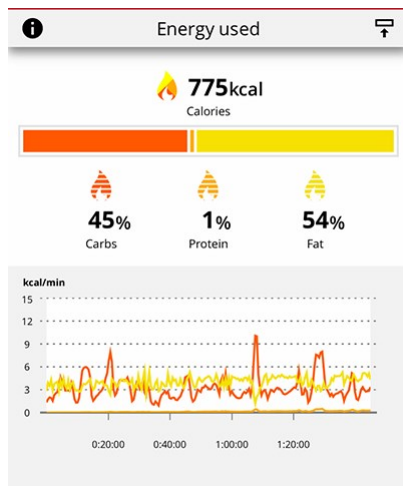 Energy used
775kcal
Calories
45% 1% 54%
Carbs Protein Fat
kcal/min
15
12
9
6
3
0
0:20:00 0:40:00 1:00:00 1:20:00